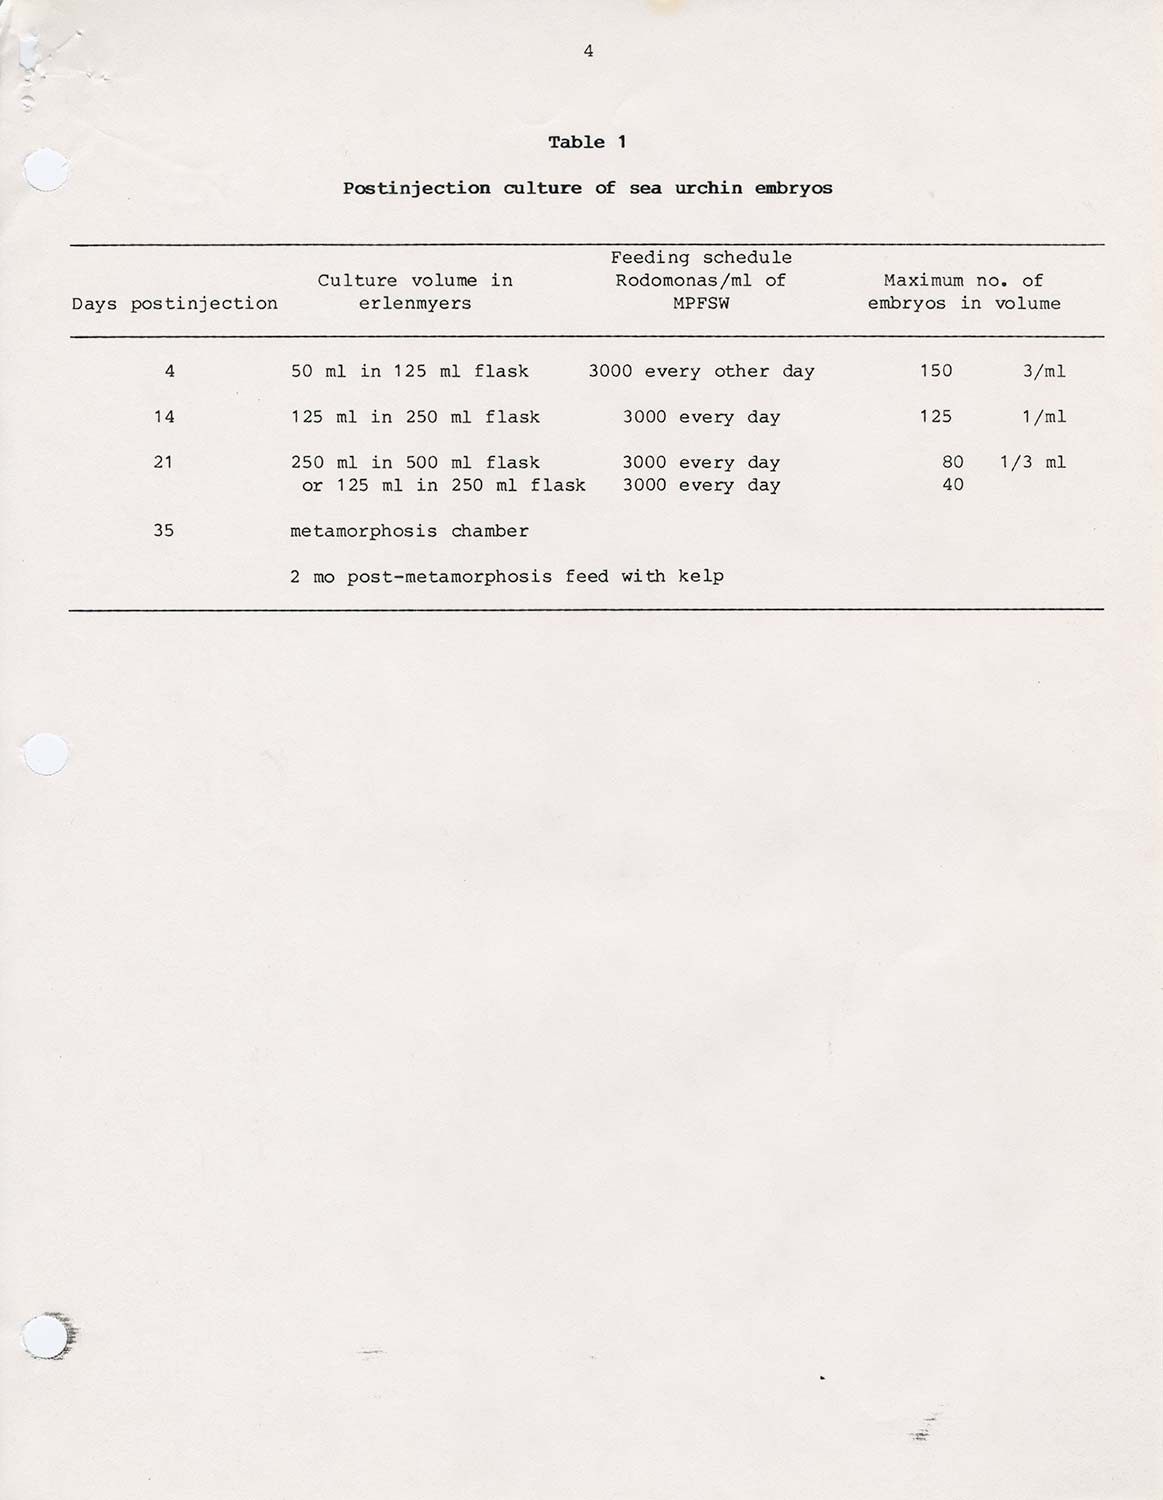 4
Table 1
Postinjection culture of sea urchin embryos
Feeding schedule
Culture volume in Rodomonas/ml of Maximum no. of
Days postinjection erlenmyers MPFSW embryos in volume
4 50 ml in 125 ml flask 3000 every other day 150 3/ml
14 125 ml in 250 ml flask 3000 every day 125 1/ml
21 250 ml in 500 ml flask 3000 every day 80 1/3 ml
or 125 ml in 250 ml flask 3000 every day 40
35 metamorphosis chamber
2 mo post-metamorphosis feed with kelp